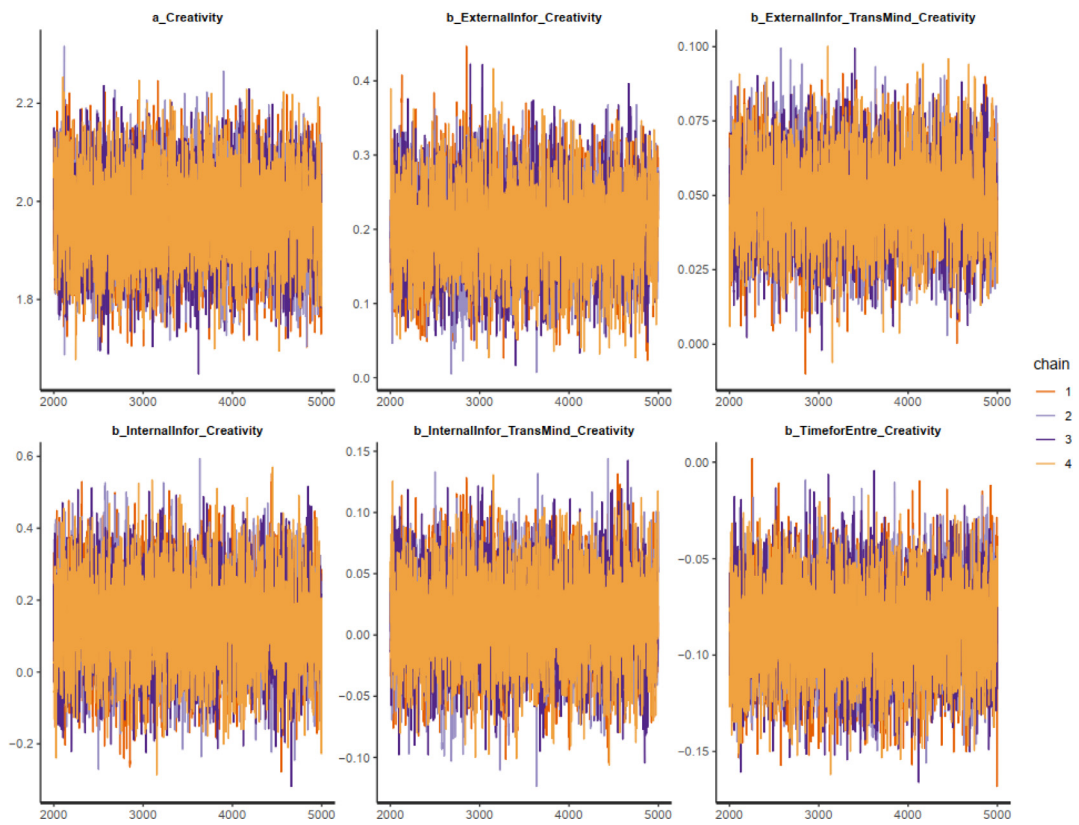 a_Creativity
b_ExternalInfor_Creativity
b_ExternalInfor_TransMind_Creativity
2.2
2.0
1.8
0.4
0.3
0.2
0.1
0.0
0.100
0.075
0.050
0.025
0.000
2000 3000 4000 5000
2000 3000 4000 5000
2000 3000 4000 5000
b_InternalInfor_Creativity
b_InternalInfor_TransMind_Creativity
b_TimeforEntre_Creativity
0.6
0.4
0.2
0.0
−0.2
0.15
0.10
0.05
0.00
−0.05
−0.10
0.00
−0.05
−0.10
−0.15
2000 3000 4000 5000
2000 3000 4000 5000
2000 3000 4000 5000
chain
1
2
3
4